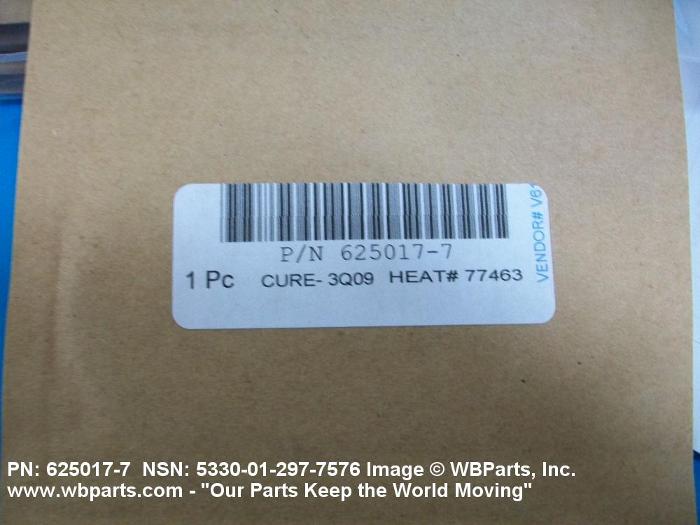 P/N 625017-7
1 Pc CURE- 3Q09 HEAT# 77463
VENDOR#
PN: 625017-7 NSN: 5330-01-297-7576 Image © WBParts, Inc.
www.wbparts.com - "Our Parts Keep the World Moving"